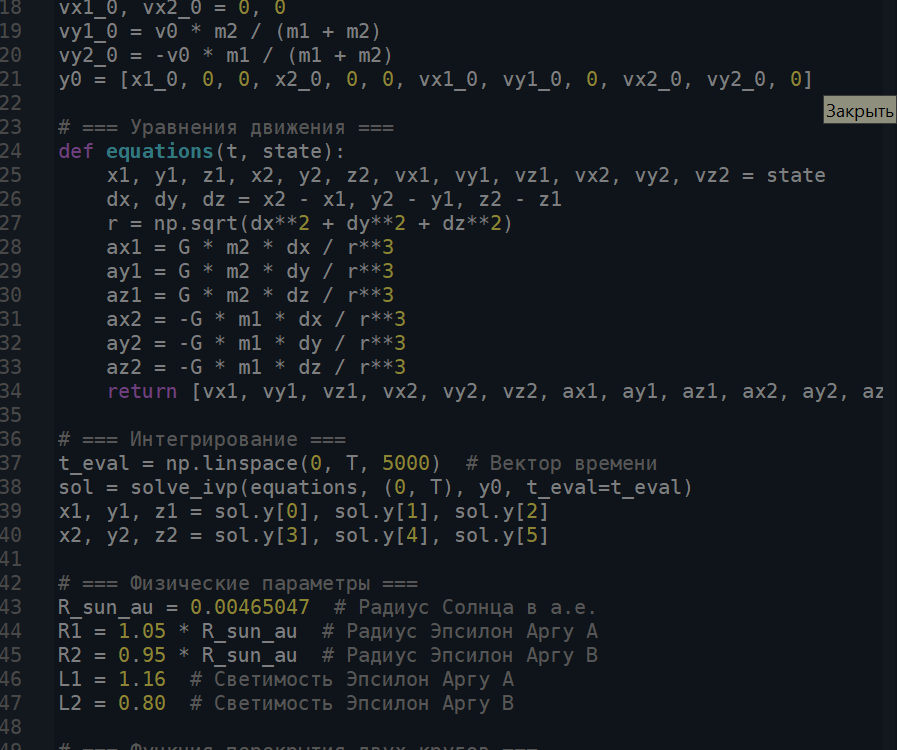 18 vx1_0, vx2_0 = 0, 0
19 vy1_0 = v0 * m2 / (m1 + m2)
20 vy2_0 = -v0 * m1 / (m1 + m2)
21 y0 = [x1_0, 0, 0, x2_0, 0, 0, vx1_0, vy1_0, 0, vx2_0, vy2_0, 0]
22
Закрыть
23 # === Уравнения движения ===
24 def equations(t, state):
25     x1, y1, z1, x2, y2, z2, vx1, vy1, vz1, vx2, vy2, vz2 = state
26     dx, dy, dz = x2 - x1, y2 - y1, z2 - z1
27     r = np.sqrt(dx**2 + dy**2 + dz**2)
28     ax1 = G * m2 * dx / r**3
29     ay1 = G * m2 * dy / r**3
30     az1 = G * m2 * dz / r**3
31     ax2 = -G * m1 * dx / r**3
32     ay2 = -G * m1 * dy / r**3
33     az2 = -G * m1 * dz / r**3
34     return [vx1, vy1, vz1, vx2, vy2, vz2, ax1, ay1, az1, ax2, ay2, az
35
36 # === Интегрирование ===
37 t_eval = np.linspace(0, T, 5000)  # Вектор времени
38 sol = solve_ivp(equations, (0, T), y0, t_eval=t_eval)
39 x1, y1, z1 = sol.y[0], sol.y[1], sol.y[2]
40 x2, y2, z2 = sol.y[3], sol.y[4], sol.y[5]
41
42 # === Физические параметры ===
43 R_sun_au = 0.00465047  # Радиус Солнца в а.е.
44 R1 = 1.05 * R_sun_au  # Радиус Эпсилон Аргу A
45 R2 = 0.95 * R_sun_au  # Радиус Эпсилон Аргу B
46 L1 = 1.16  # Светимость Эпсилон Аргу A
47 L2 = 0.80  # Светимость Эпсилон Аргу B
48
49 # === Функция перекрытия двух кругов ===